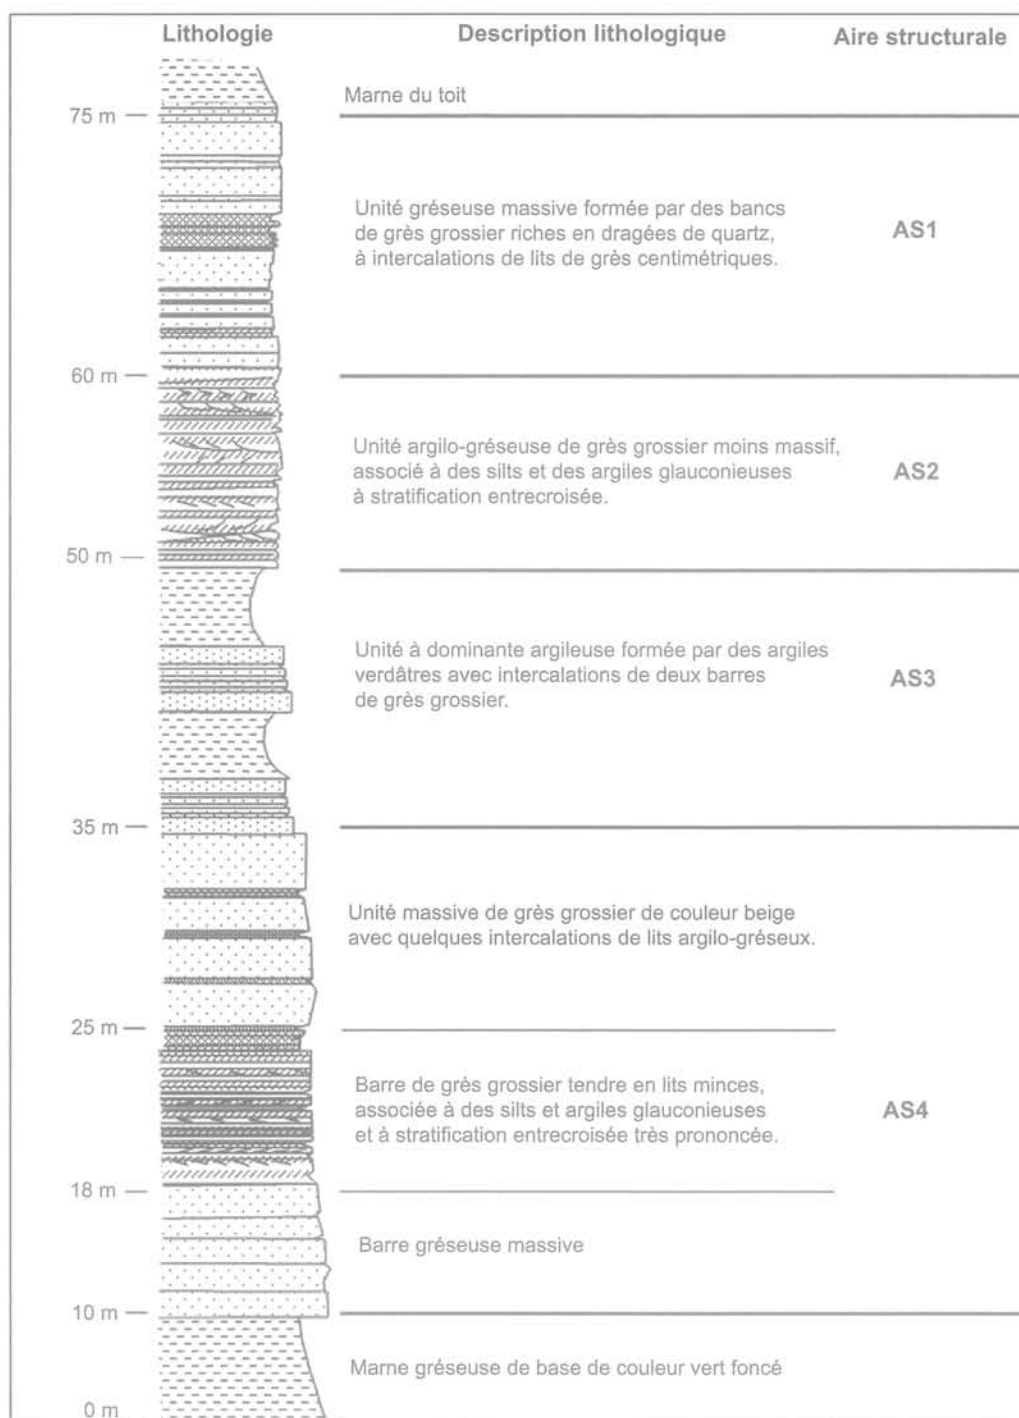 Lithologie
Description lithologique
Aire structurale
Marne du toit
75 m
Unité gréseuse massive formée par des bancs
de grès grossier riches en dragées de quartz,
à intercalations de lits de grès centimétriques.
AS1
60 m
Unité argilo-gréseuse de grès grossier moins massif,
associé à des silts et des argiles glauconieuses
à stratification entrecroisée.
AS2
50 m
Unité à dominante argileuse formée par des argiles
verdâtres avec intercalations de deux barres
de grès grossier.
AS3
35 m
Unité massive de grès grossier de couleur beige
avec quelques intercalations de lits argilo-gréseux.
25 m
Barre de grès grossier tendre en lits minces,
associée à des silts et argiles glauconieuses
et à stratification entrecroisée très prononcée.
AS4
18 m
Barre gréseuse massive
10 m
Marne gréseuse de base de couleur vert foncé
0 m